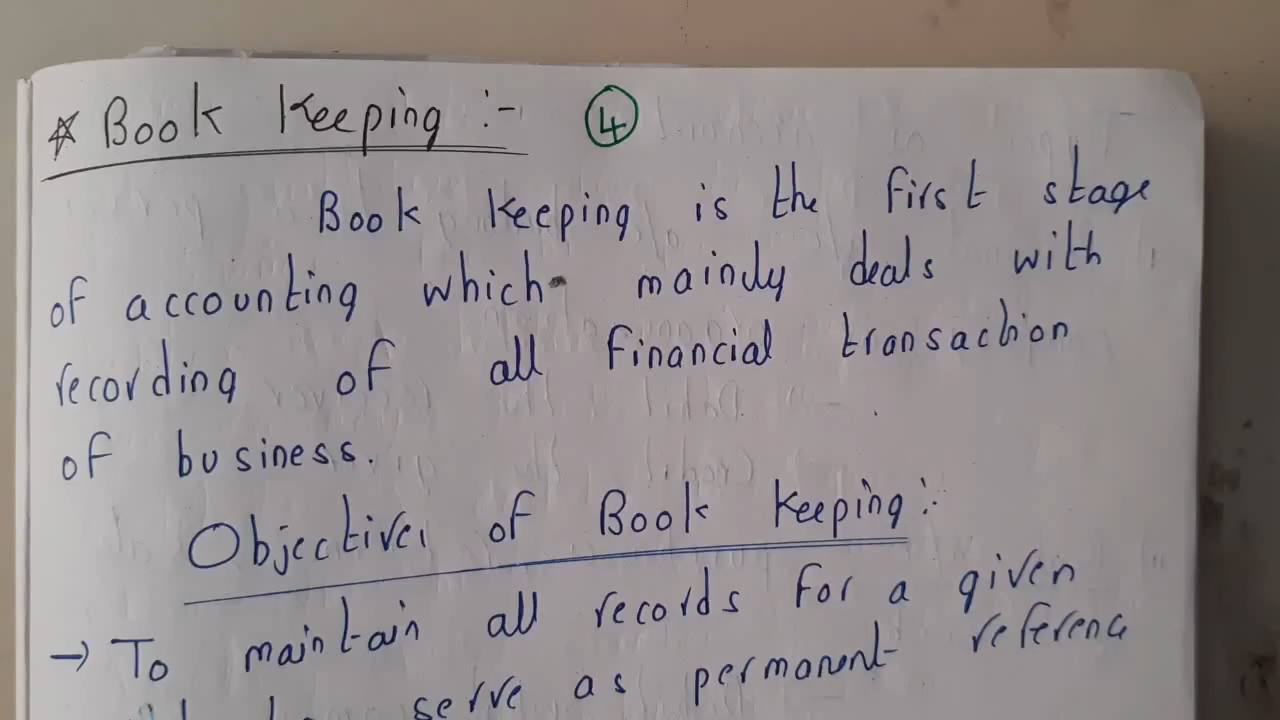 * Book Keeping :- 4
Book Keeping is the first stage
of accounting which mainly deals with
recording of all Financial transaction
of business.
Objectives of Book Keeping :-
→ To maintain all records For a given
serve as permanent reference